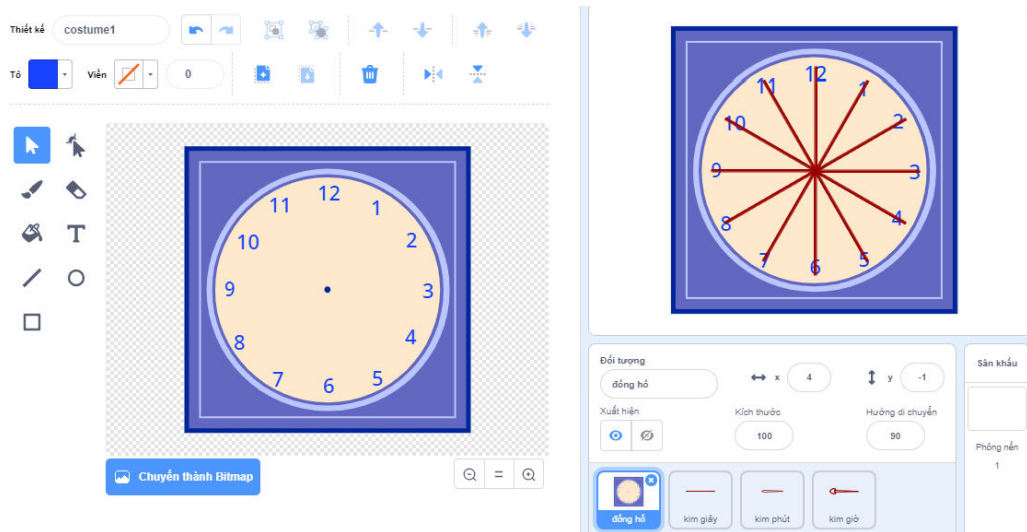 Thiết kế costume1
Tô Viền 0
12
11 1
10 2
9 3
8 4
7 5
6
Chuyển thành Bitmap
12
11 1
10 2
9 3
8 4
7 5
6
Đối tượng
đồng hồ x 4 y -1
Xuất hiện Kích thước Hướng di chuyển
100 90
đồng hồ kim giây kim phút kim giờ
Sân khấu
Phông nền
1